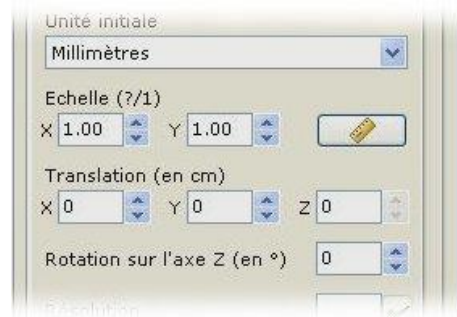 Unité initiale
Millimètres
Echelle (?/1)
X 1.00 Y 1.00
Translation (en cm)
X 0 Y 0 Z 0
Rotation sur l'axe Z (en °) 0
Résolution